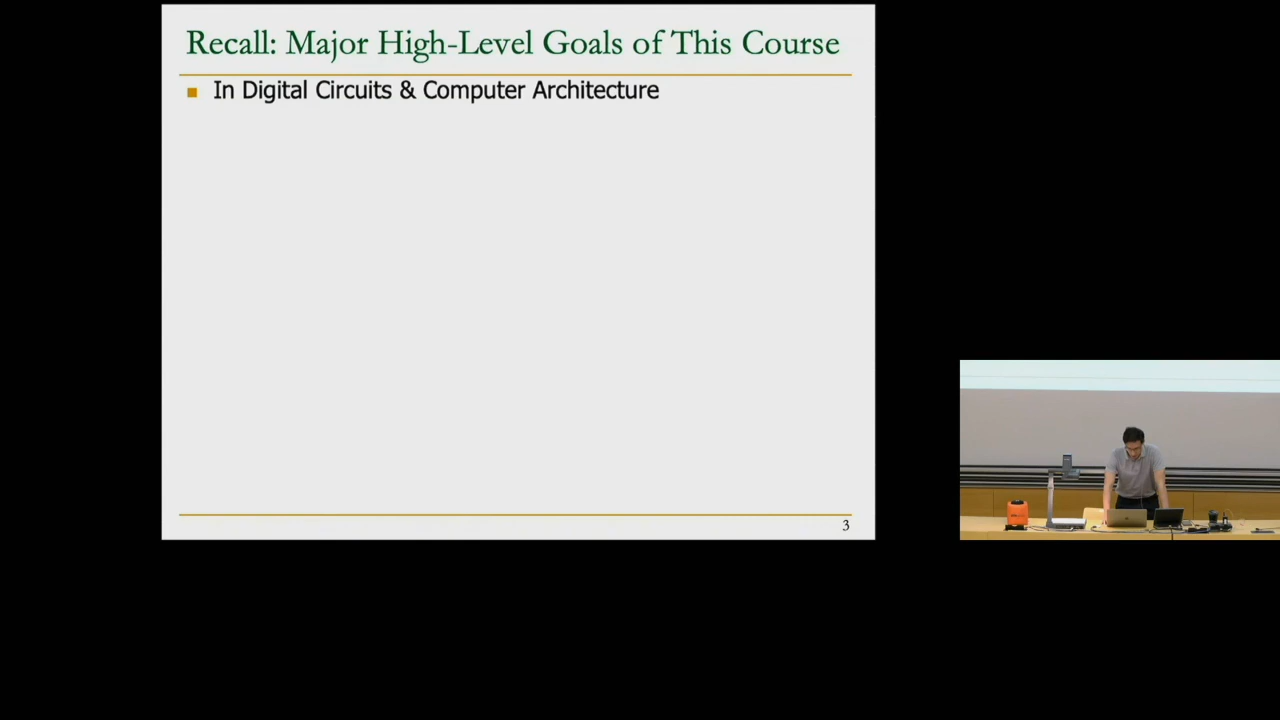 Recall: Major High-Level Goals of This Course
In Digital Circuits & Computer Architecture
3